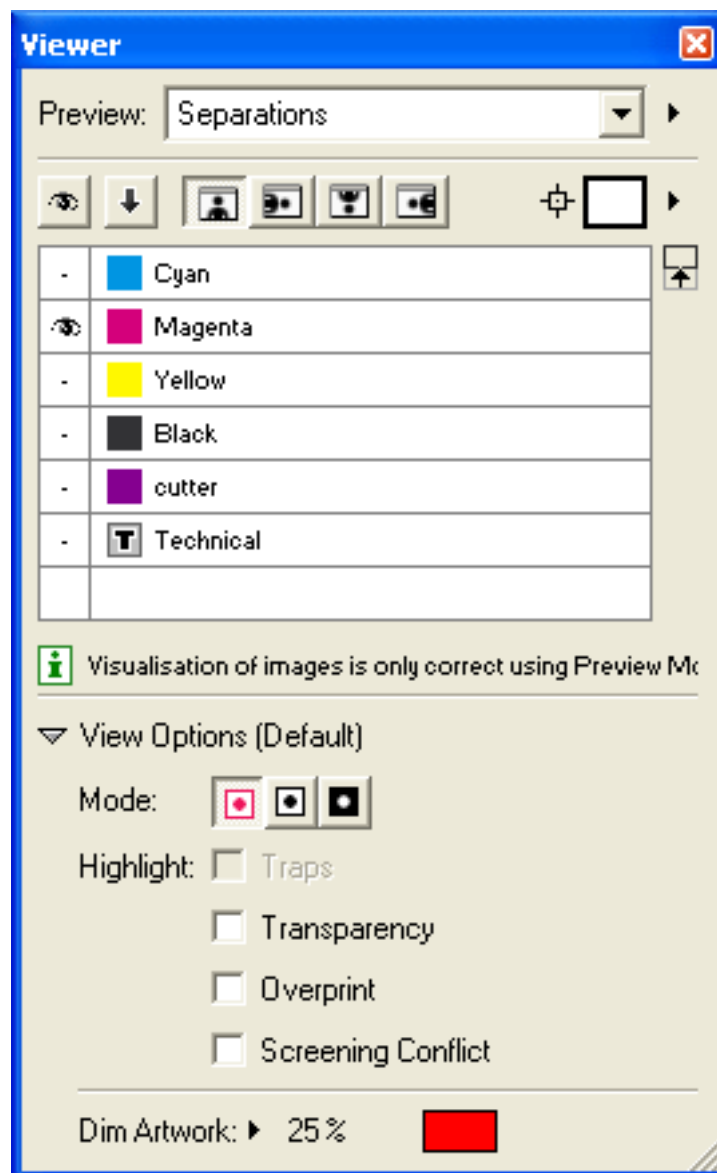 Viewer
Preview: Separations
Cyan
Magenta
Yellow
Black
cutter
T Technical
i Visualisation of images is only correct using Preview Mo
View Options (Default)
Mode:
Highlight: Traps
Transparency
Overprint
Screening Conflict
Dim Artwork: 25%